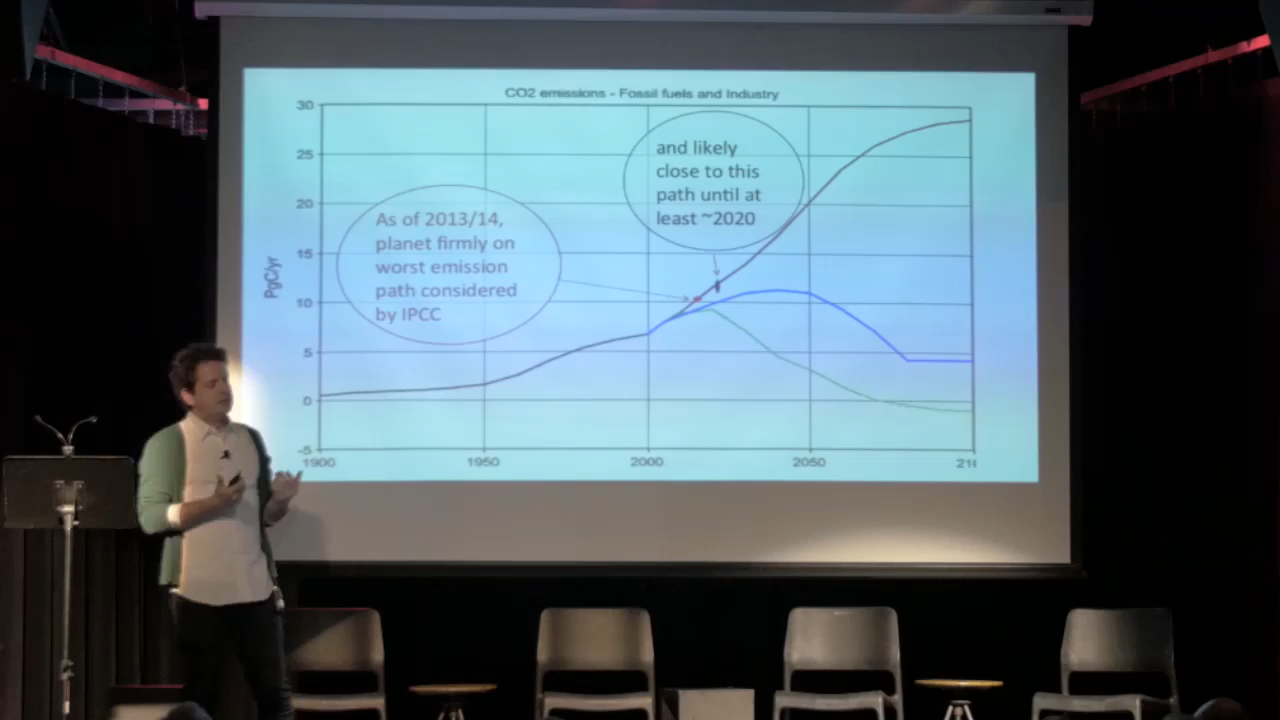 CO2 emissions - Fossil fuels and Industry
30
25
20
15
10
5
0
-5
PgC/yr
and likely
close to this
path until at
least ~2020
As of 2013/14,
planet firmly on
worst emission
path considered
by IPCC
1900
1950
2000
2050